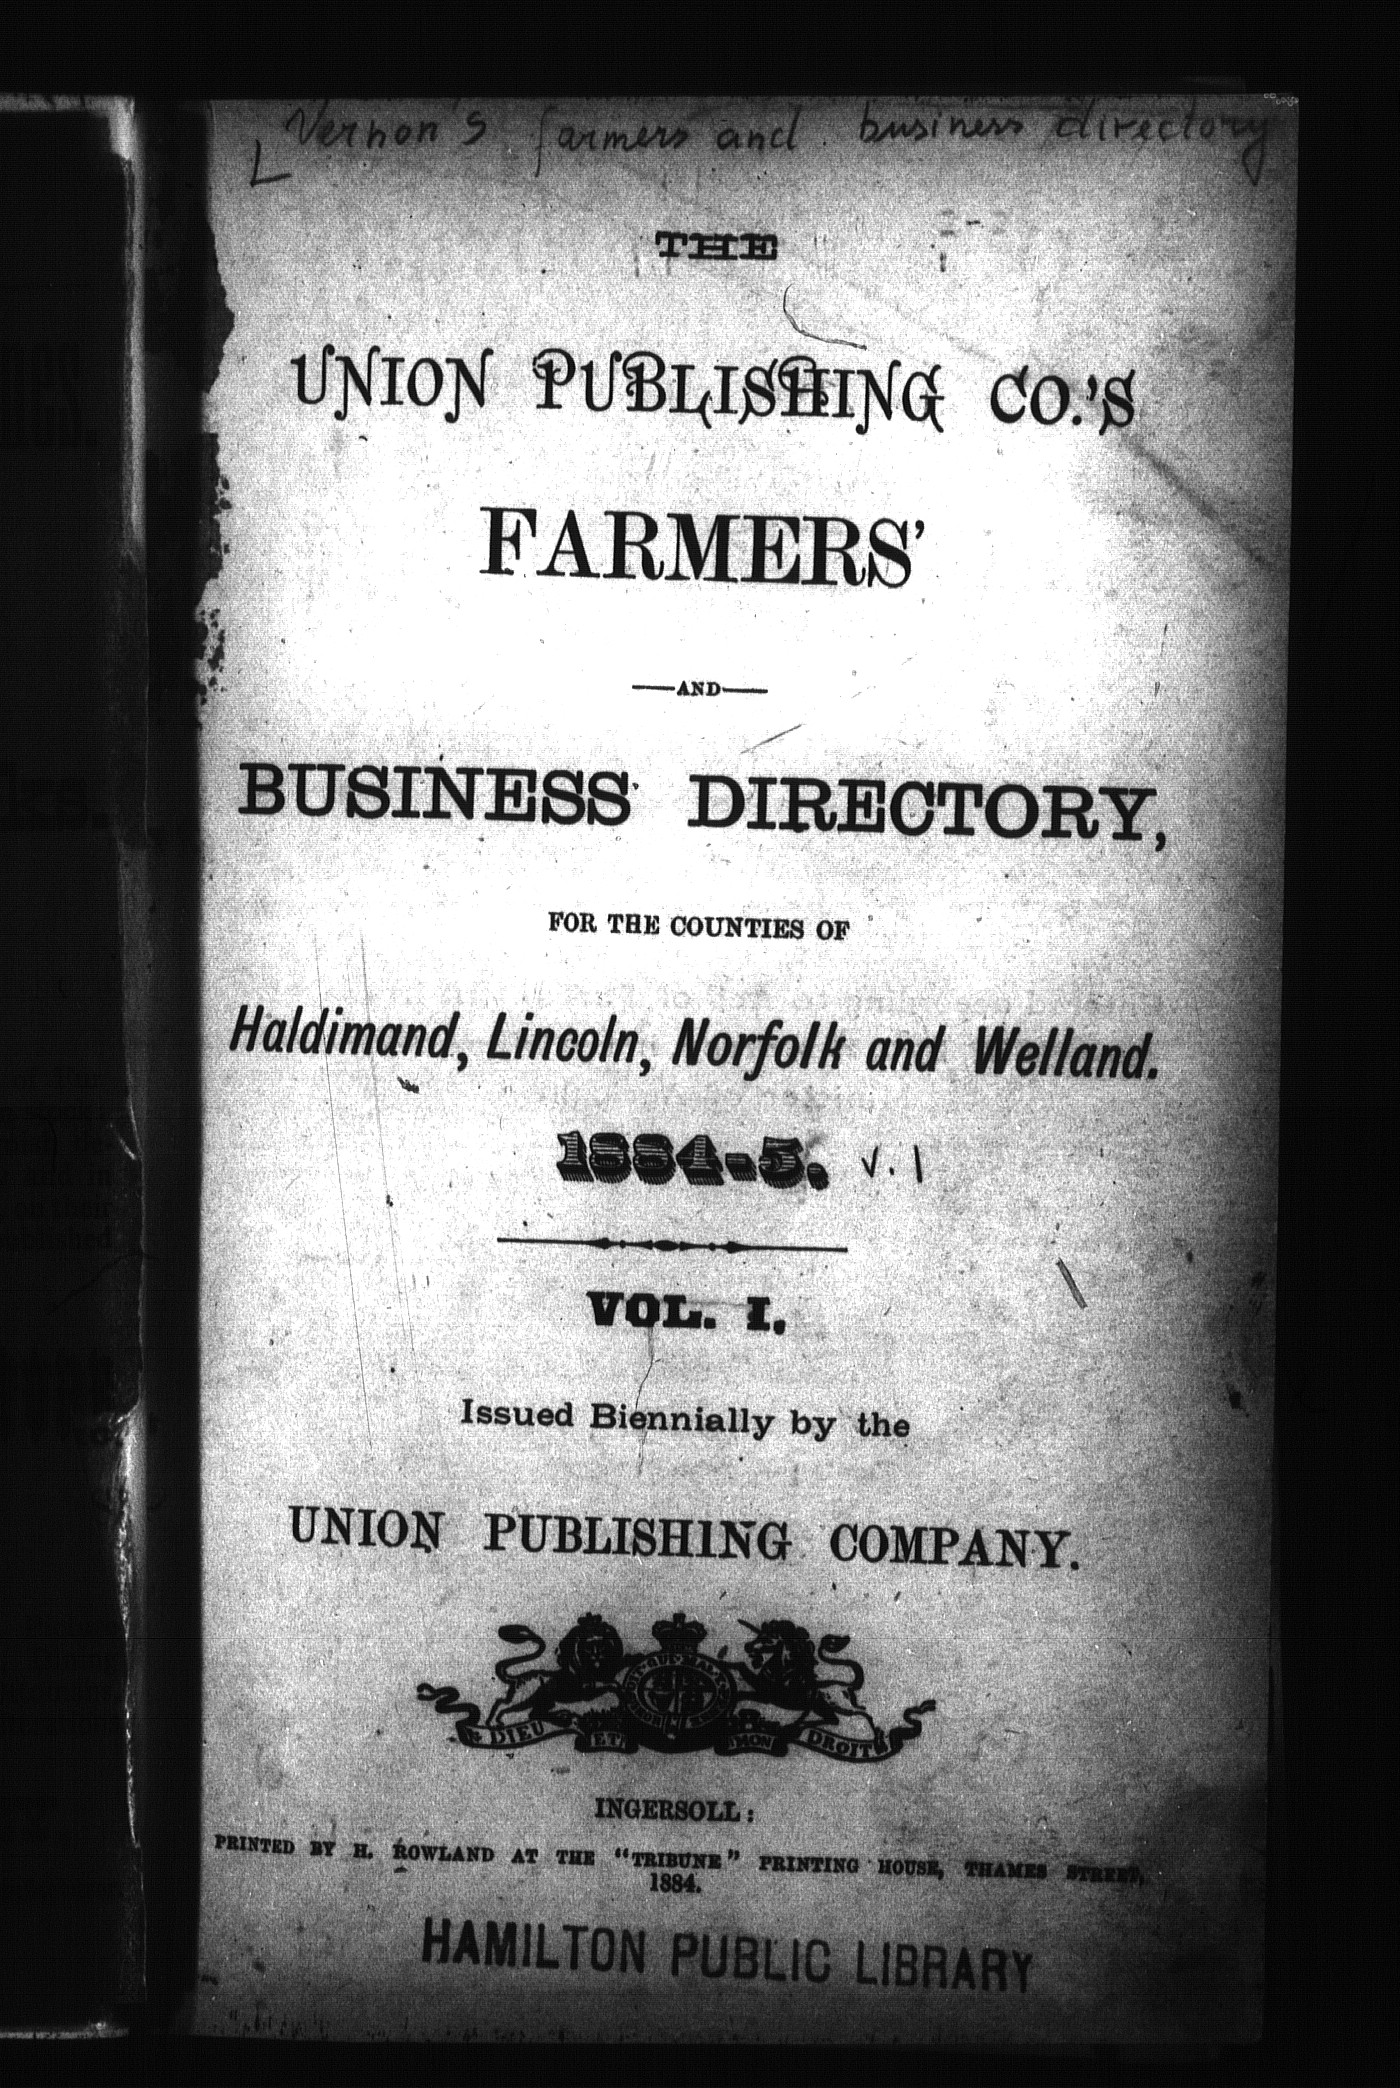 Vernon's farmers and business directory
THE
UNION PUBLISHING CO.'S
FARMERS'
—AND—
BUSINESS DIRECTORY,
FOR THE COUNTIES OF
Haldimand, Lincoln, Norfolk and Welland.
1884-5. v. 1
VOL. I.
Issued Biennially by the
UNION PUBLISHING COMPANY.
DIEU ET MON DROIT
INGERSOLL:
PRINTED BY H. ROWLAND AT THE "TRIBUNE" PRINTING HOUSE, THAMES STREET,
1884.
HAMILTON PUBLIC LIBRARY